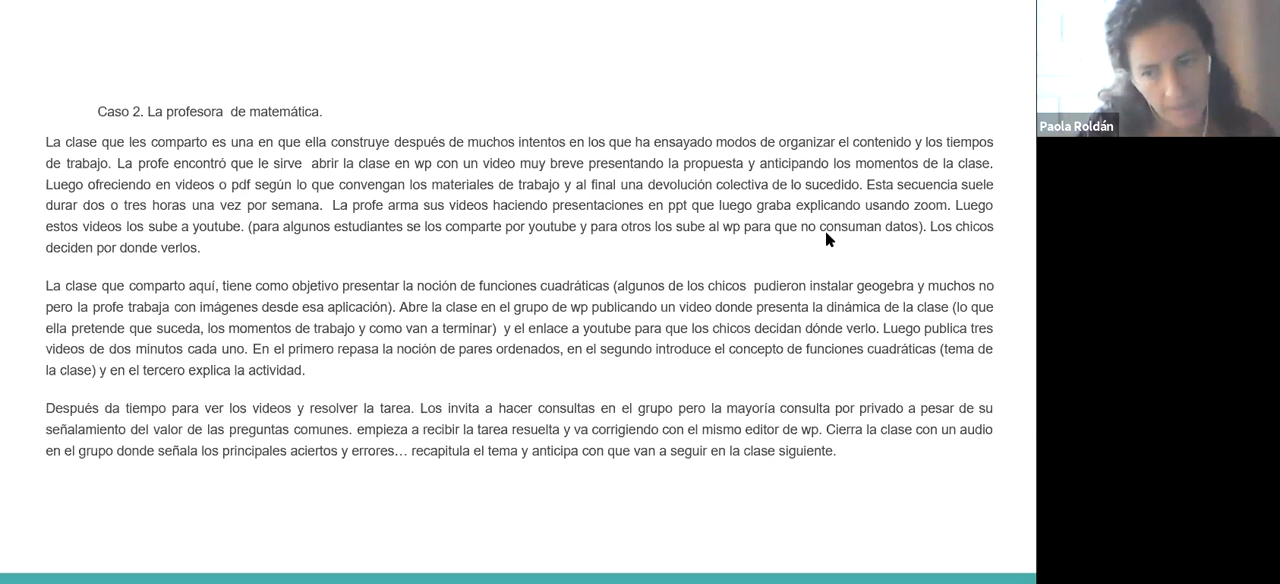 Caso 2. La profesora de matemática.
La clase que les comparto es una en que ella construye después de muchos intentos en los que ha ensayado modos de organizar el contenido y los tiempos
de trabajo. La profe encontró que le sirve abrir la clase en wp con un video muy breve presentando la propuesta y anticipando los momentos de la clase.
Luego ofreciendo en videos o pdf según lo que convengan los materiales de trabajo y al final una devolución colectiva de lo sucedido. Esta secuencia suele
durar dos o tres horas una vez por semana. La profe arma sus videos haciendo presentaciones en ppt que luego graba explicando usando zoom. Luego
estos videos los sube a youtube. (para algunos estudiantes se los comparte por youtube y para otros los sube al wp para que no consuman datos). Los chicos
deciden por donde verlos.
La clase que comparto aquí, tiene como objetivo presentar la noción de funciones cuadráticas (algunos de los chicos pudieron instalar geogebra y muchos no
pero la profe trabaja con imágenes desde esa aplicación). Abre la clase en el grupo de wp publicando un video donde presenta la dinámica de la clase (lo que
ella pretende que suceda, los momentos de trabajo y como van a terminar) y el enlace a youtube para que los chicos decidan dónde verlo. Luego publica tres
videos de dos minutos cada uno. En el primero repasa la noción de pares ordenados, en el segundo introduce el concepto de funciones cuadráticas (tema de
la clase) y en el tercero explica la actividad.
Después da tiempo para ver los videos y resolver la tarea. Los invita a hacer consultas en el grupo pero la mayoría consulta por privado a pesar de su
señalamiento del valor de las preguntas comunes. empieza a recibir la tarea resuelta y va corrigiendo con el mismo editor de wp. Cierra la clase con un audio
en el grupo donde señala los principales aciertos y errores… recapitula el tema y anticipa con que van a seguir en la clase siguiente.
Paola Roldán